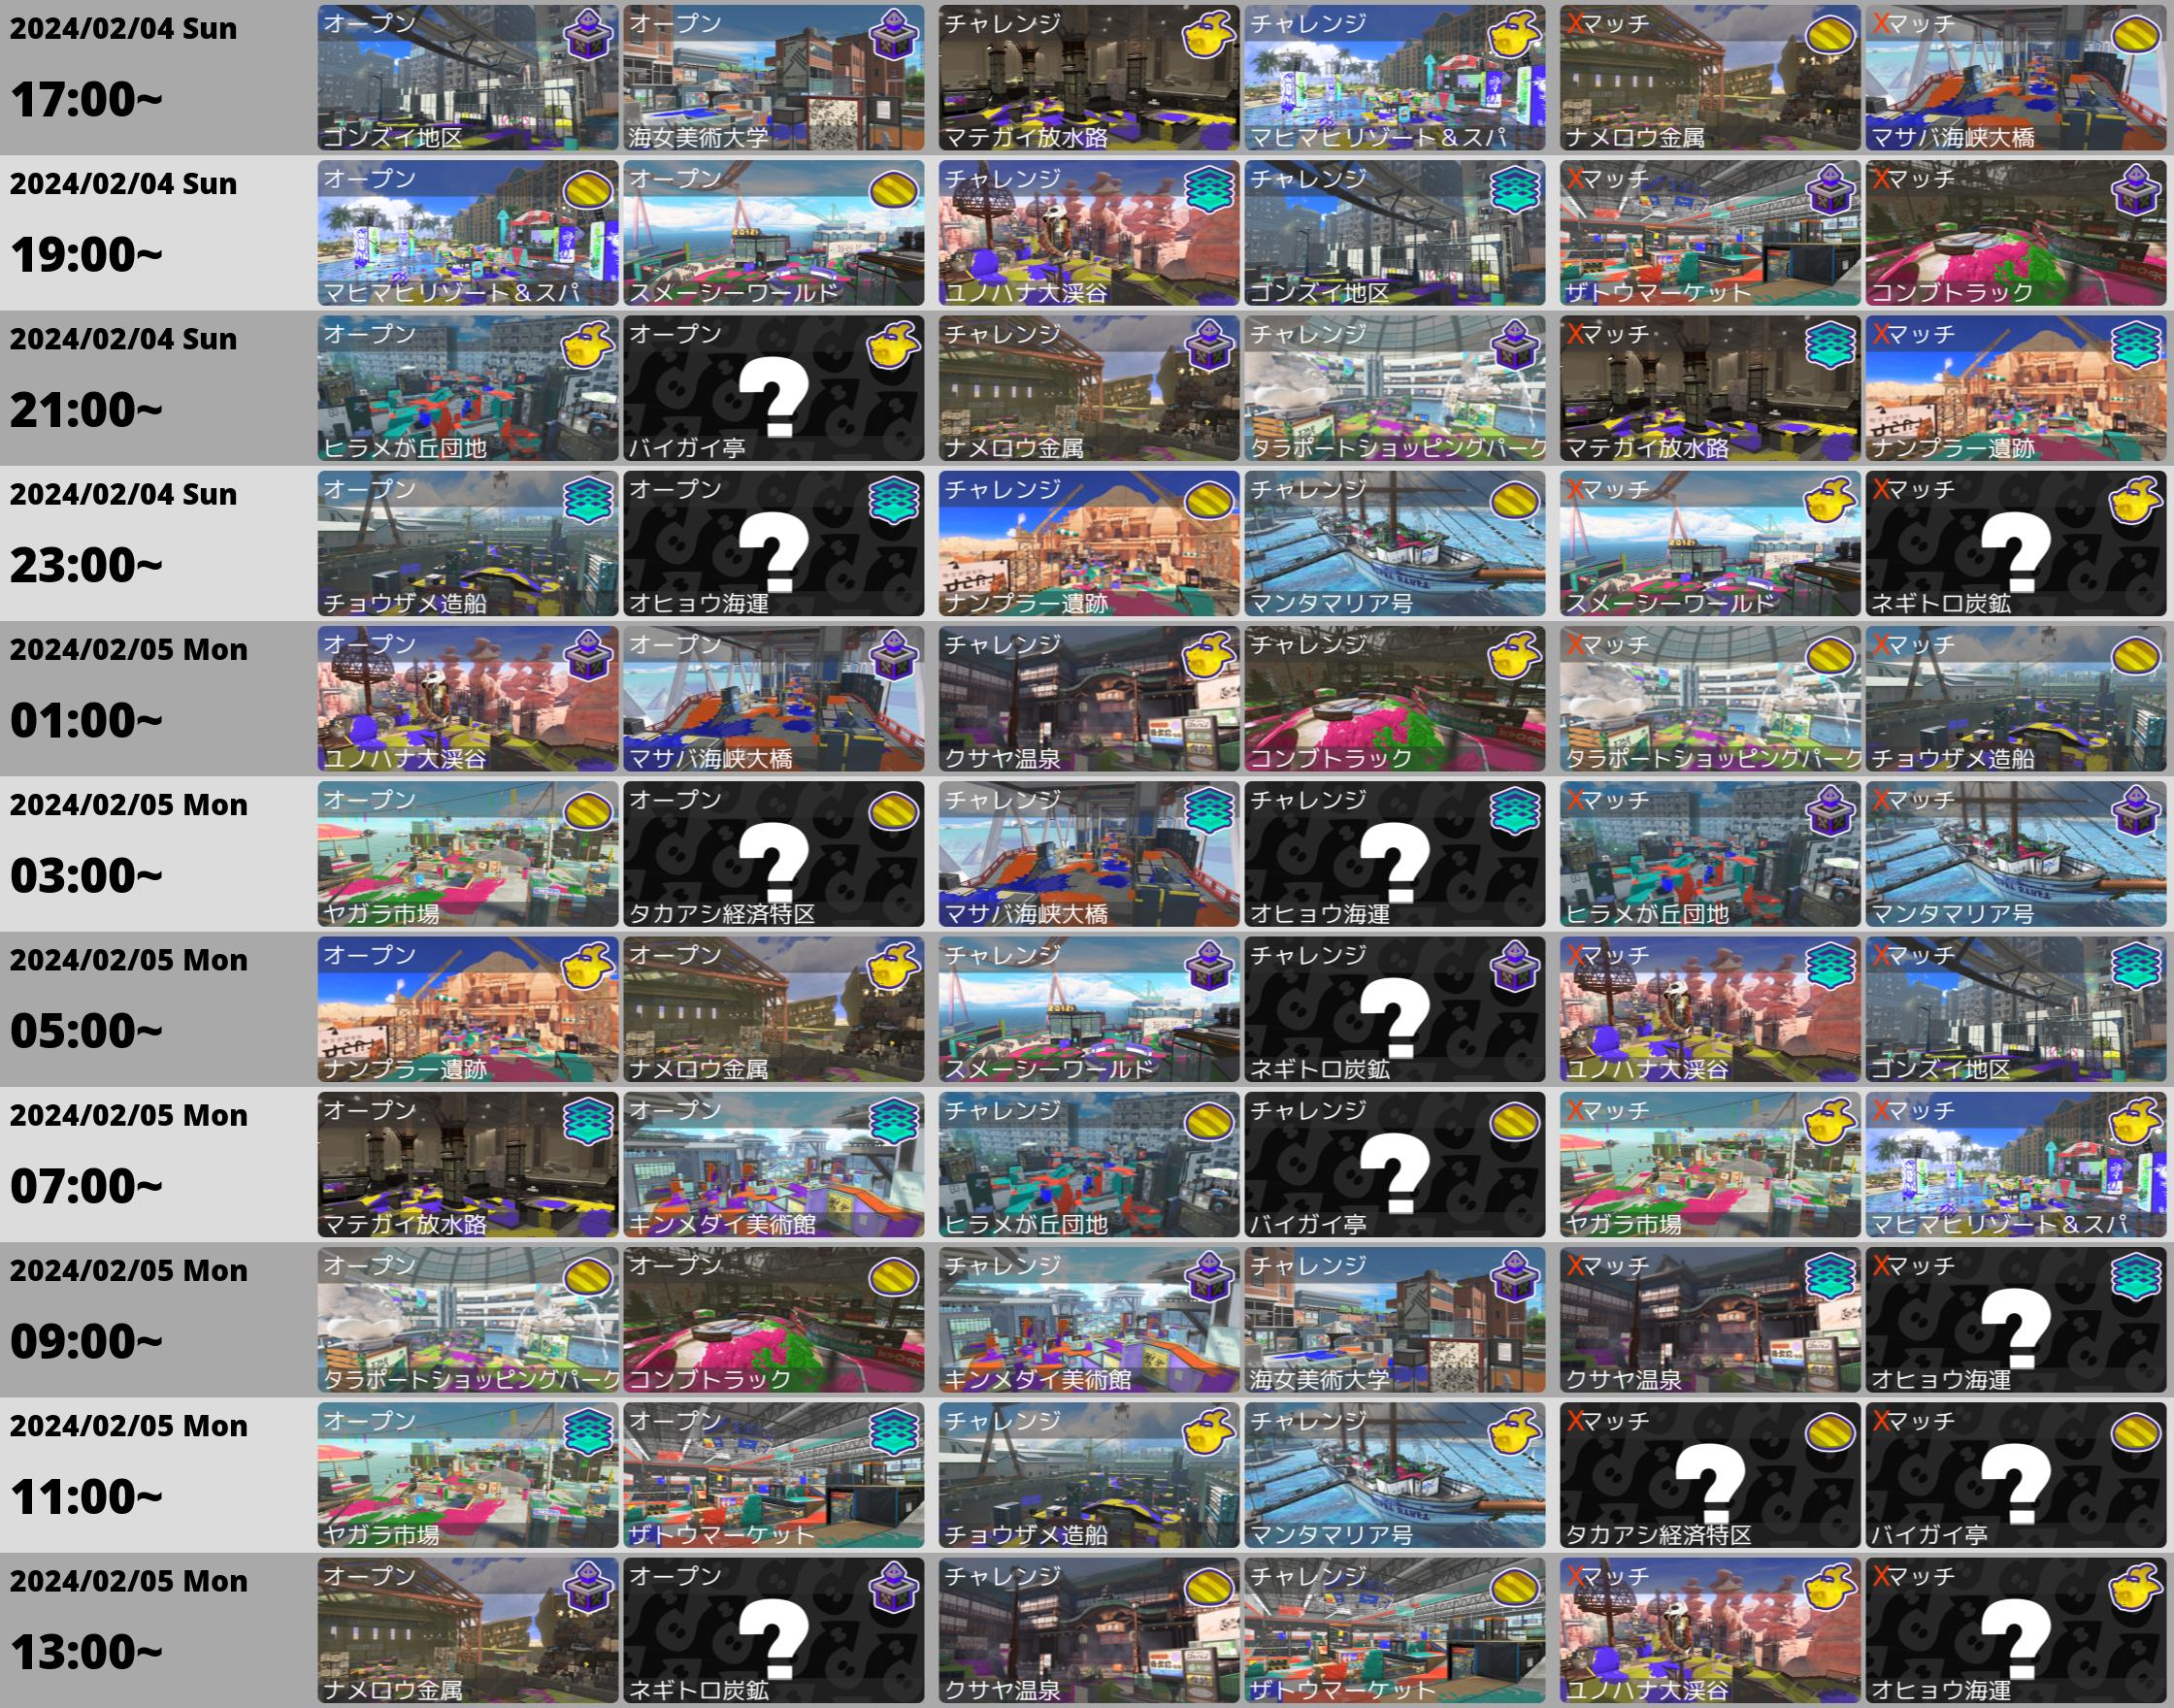 2024/02/04 Sun
17:00~
オープン
ゴンズイ地区
オープン
海女美術大学
チャレンジ
マテガイ放水路
チャレンジ
マヒマヒリゾート＆スパ
Xマッチ
ナメロウ金属
Xマッチ
マサバ海峡大橋
2024/02/04 Sun
19:00~
オープン
マヒマヒリゾート＆スパ
オープン
スメーシーワールド
チャレンジ
ユノハナ大渓谷
チャレンジ
ゴンズイ地区
Xマッチ
ザトウマーケット
Xマッチ
コンブトラック
2024/02/04 Sun
21:00~
オープン
ヒラメが丘団地
オープン
?
バイガイ亭
チャレンジ
ナメロウ金属
チャレンジ
タラポートショッピングパーク
Xマッチ
マテガイ放水路
Xマッチ
ナンプラー遺跡
2024/02/04 Sun
23:00~
オープン
チョウザメ造船
オープン
?
オヒョウ海運
チャレンジ
ナンプラー遺跡
チャレンジ
マンタマリア号
Xマッチ
スメーシーワールド
Xマッチ
?
ネギトロ炭鉱
2024/02/05 Mon
01:00~
オープン
ユノハナ大渓谷
オープン
マサバ海峡大橋
チャレンジ
クサヤ温泉
チャレンジ
コンブトラック
Xマッチ
タラポートショッピングパーク
Xマッチ
チョウザメ造船
2024/02/05 Mon
03:00~
オープン
ヤガラ市場
オープン
?
タカアシ経済特区
チャレンジ
マサバ海峡大橋
チャレンジ
?
オヒョウ海運
Xマッチ
ヒラメが丘団地
Xマッチ
マンタマリア号
2024/02/05 Mon
05:00~
オープン
ナンプラー遺跡
オープン
ナメロウ金属
チャレンジ
スメーシーワールド
チャレンジ
?
ネギトロ炭鉱
Xマッチ
ユノハナ大渓谷
Xマッチ
ゴンズイ地区
2024/02/05 Mon
07:00~
オープン
マテガイ放水路
オープン
キンメダイ美術館
チャレンジ
ヒラメが丘団地
チャレンジ
?
バイガイ亭
Xマッチ
ヤガラ市場
Xマッチ
マヒマヒリゾート＆スパ
2024/02/05 Mon
09:00~
オープン
タラポートショッピングパーク
オープン
コンブトラック
チャレンジ
キンメダイ美術館
チャレンジ
海女美術大学
Xマッチ
クサヤ温泉
Xマッチ
?
オヒョウ海運
2024/02/05 Mon
11:00~
オープン
ヤガラ市場
オープン
ザトウマーケット
チャレンジ
チョウザメ造船
チャレンジ
マンタマリア号
Xマッチ
?
タカアシ経済特区
Xマッチ
?
バイガイ亭
2024/02/05 Mon
13:00~
オープン
ナメロウ金属
オープン
?
ネギトロ炭鉱
チャレンジ
クサヤ温泉
チャレンジ
ザトウマーケット
Xマッチ
ユノハナ大渓谷
Xマッチ
?
オヒョウ海運